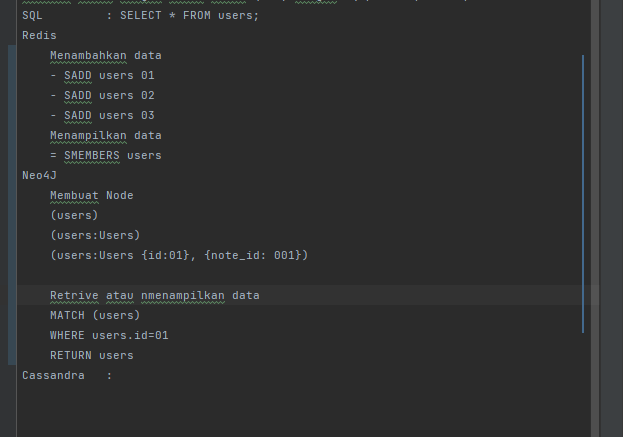 SQL         : SELECT * FROM users;
Redis
    Menambahkan data
    - SADD users 01
    - SADD users 02
    - SADD users 03
    Menampilkan data
    = SMEMBERS users
Neo4J
    Membuat Node
    (users)
    (users:Users)
    (users:Users {id:01}, {note_id: 001})
    Retrive atau nmenampilkan data
    MATCH (users)
    WHERE users.id=01
    RETURN users
Cassandra   :